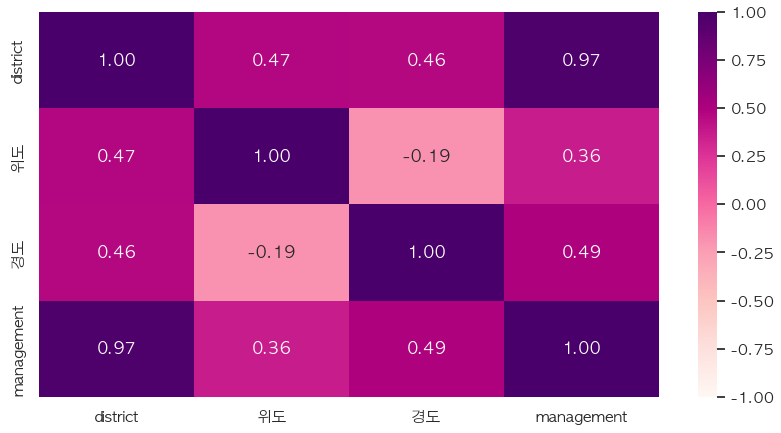 district 1.00 0.47 0.46 0.97
위도 0.47 1.00 -0.19 0.36
경도 0.46 -0.19 1.00 0.49
management 0.97 0.36 0.49 1.00
district 위도 경도 management
1.00
0.75
0.50
0.25
0.00
-0.25
-0.50
-0.75
-1.00